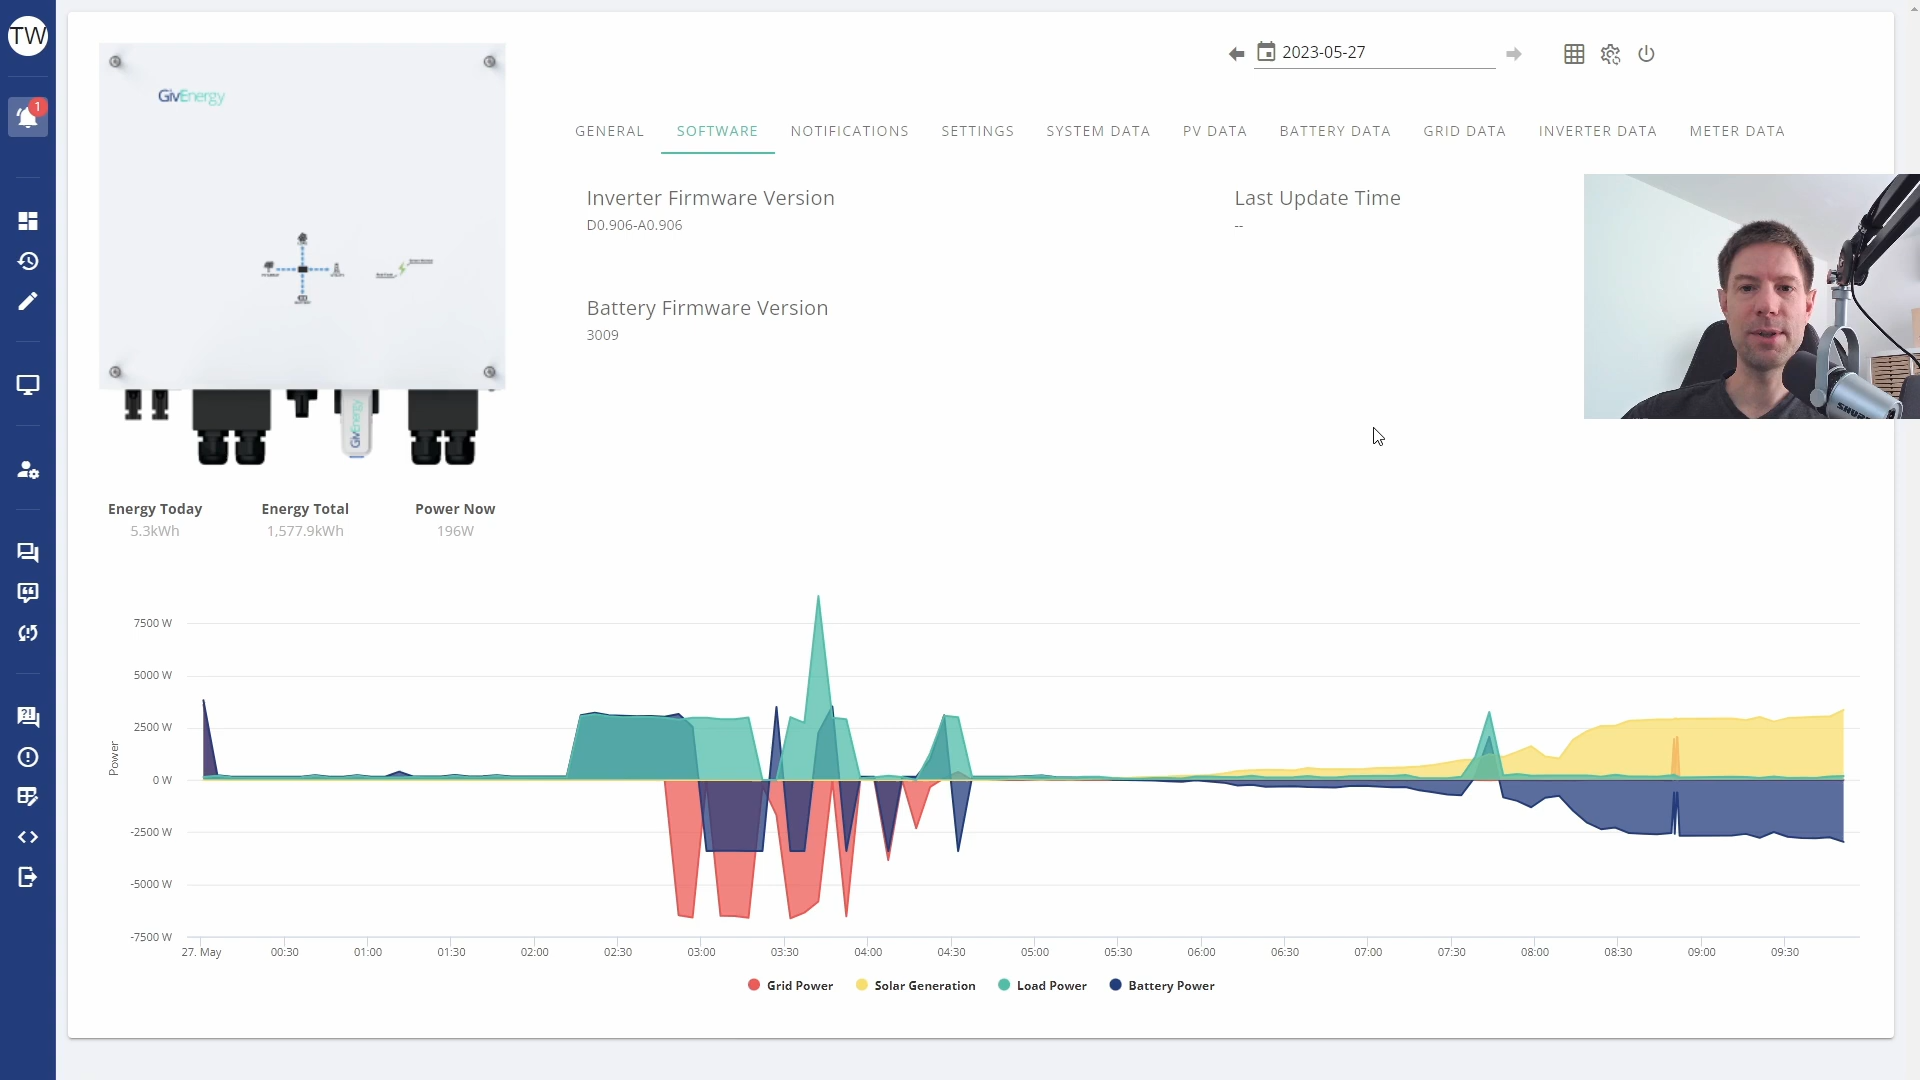 TW
1
GivEnergy
GivEnergy
2023-05-27
GENERAL SOFTWARE NOTIFICATIONS SETTINGS SYSTEM DATA PV DATA BATTERY DATA GRID DATA INVERTER DATA METER DATA
Inverter Firmware Version
D0.906-A0.906
Last Update Time
--
Battery Firmware Version
3009
Energy Today Energy Total Power Now
5.3kWh 1,577.9kWh 196W
Power
7500 W
5000 W
2500 W
0 W
-2500 W
-5000 W
-7500 W
27. May 00:30 01:00 01:30 02:00 02:30 03:00 03:30 04:00 04:30 05:00 05:30 06:00 06:30 07:00 07:30 08:00 08:30 09:00 09:30
Grid Power Solar Generation Load Power Battery Power